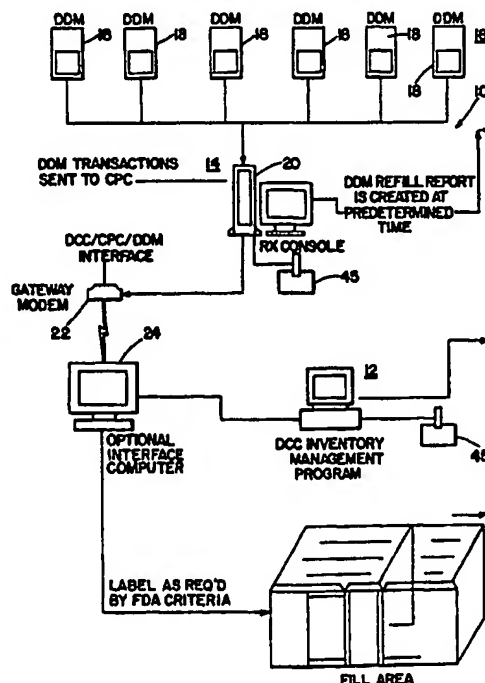 DDM DDM DDM DDM DDM DDM
18 18 18 18 18 16
18
10
DDM TRANSACTIONS
SENT TO CPC
14
20
DDM REFILL REPORT
IS CREATED AT
PREDETERMINED
TIME
RX CONSOLE
45
DCC/CPC/DDM
INTERFACE
GATEWAY
MODEM
22
24
12
OPTIONAL
INTERFACE
COMPUTER
DCC INVENTORY
MANAGEMENT
PROGRAM
45
LABEL AS REQ'D
BY FDA CRITERIA
FILL AREA